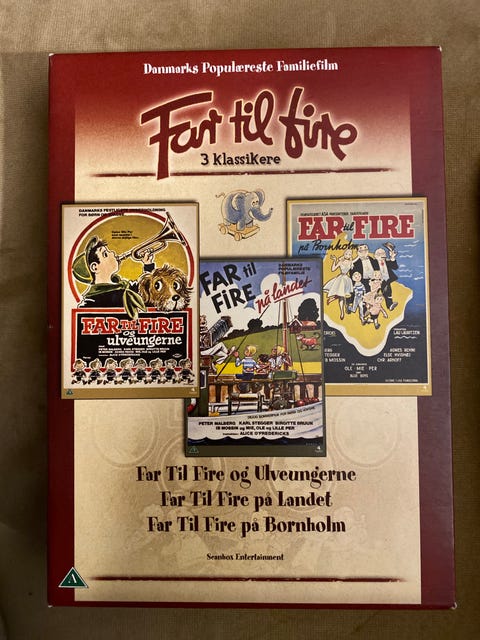 Danmarks Populæreste Familiefilm
Far til fire
3 klassikere
FAR TIL FIRE
og
ulveungerne
FAR til
FIRE
på landet
PETER MALBERG KARL STEGGER BIRGITTE BRUUN
IB MOSSIN og MIE, OLE og LILLE PER
ALICE O'FREDERICKS
FAR til FIRE
på Bornholm
AGNES REHNI
OLE · MIE · PER
Far Til Fire og Ulveungerne
Far Til Fire på Landet
Far Til Fire på Bornholm
Scanbox Entertainment
A